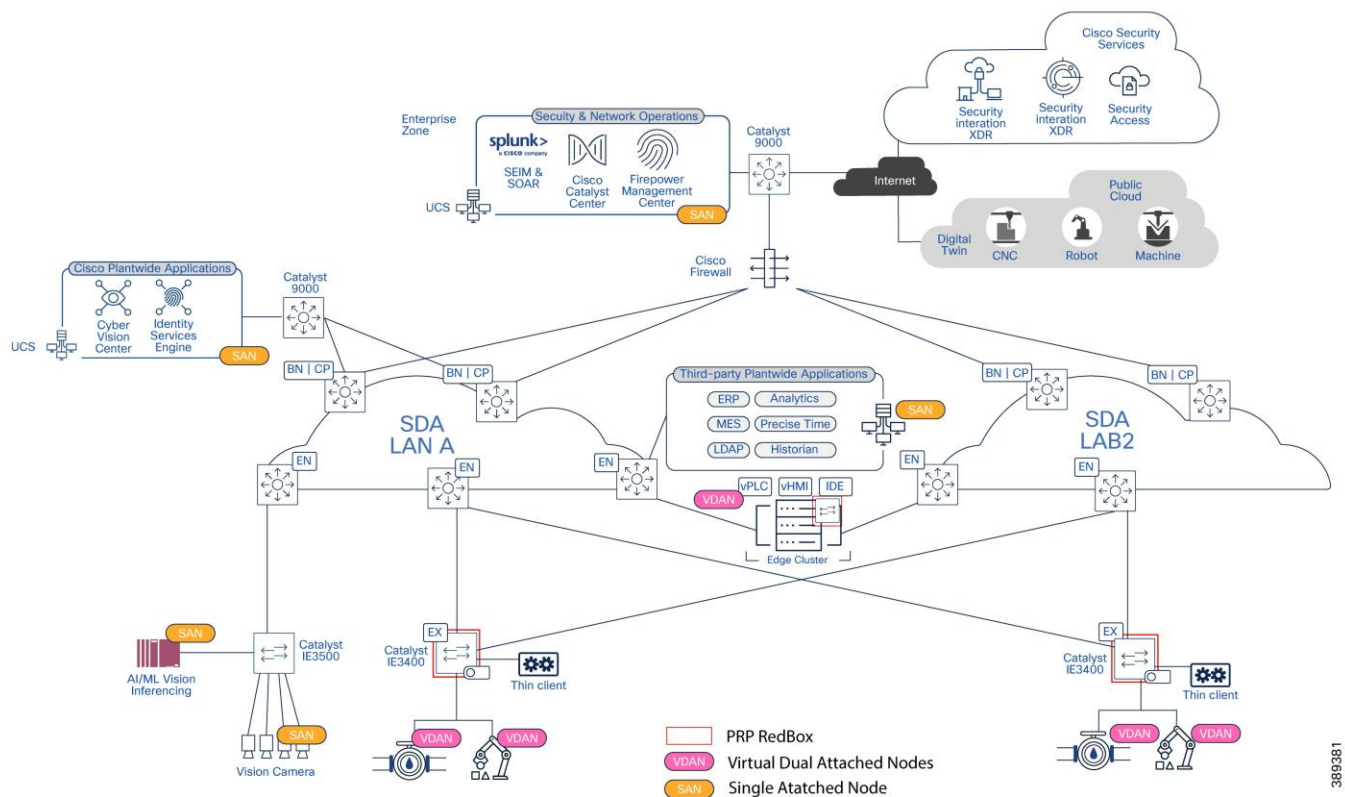 Cisco Security
Services
Security
interation
XDR
Security
interation
XDR
Security
Access
Enterprise
Zone
Secuity & Network Operations
splunk>
a CISCO company
SEIM &
SOAR
Cisco
Catalyst
Center
Firepower
Management
Center
UCS
SAN
Catalyst
9000
Internet
Public
Cloud
Digital
Twin
CNC
Robot
Machine
Cisco
Firewall
Cisco Plantwide Applications
Cyber
Vision
Center
Identity
Services
Engine
UCS
SAN
Catalyst
9000
BN | CP
BN | CP
BN | CP
BN | CP
Third-party Plantwide Applications
ERP
Analytics
MES
Precise Time
LDAP
Historian
SAN
SDA
LAN A
SDA
LAB2
EN
EN
EN
EN
EN
VDAN
vPLC
vHMI
IDE
Edge Cluster
SAN
AI/ML Vision
Inferencing
Catalyst
IE3500
SAN
Vision Camera
EX
Catalyst
IE3400
Thin client
VDAN
VDAN
EX
Catalyst
IE3400
Thin client
VDAN
VDAN
PRP RedBox
VDAN
Virtual Dual Attached Nodes
SAN
Single Atatched Node
389381